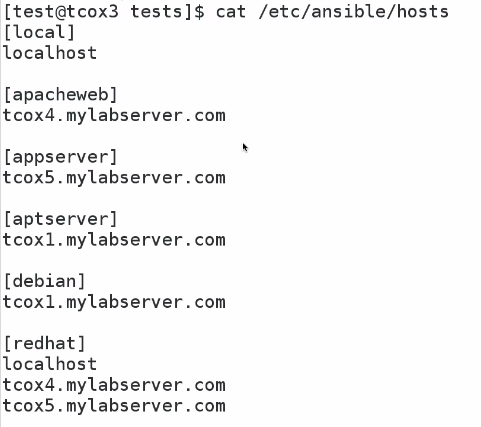 [test@tcox3 tests]$ cat /etc/ansible/hosts
[local]
localhost
[apacheweb]
tcox4.mylabserver.com
[appserver]
tcox5.mylabserver.com
[aptserver]
tcox1.mylabserver.com
[debian]
tcox1.mylabserver.com
[redhat]
localhost
tcox4.mylabserver.com
tcox5.mylabserver.com